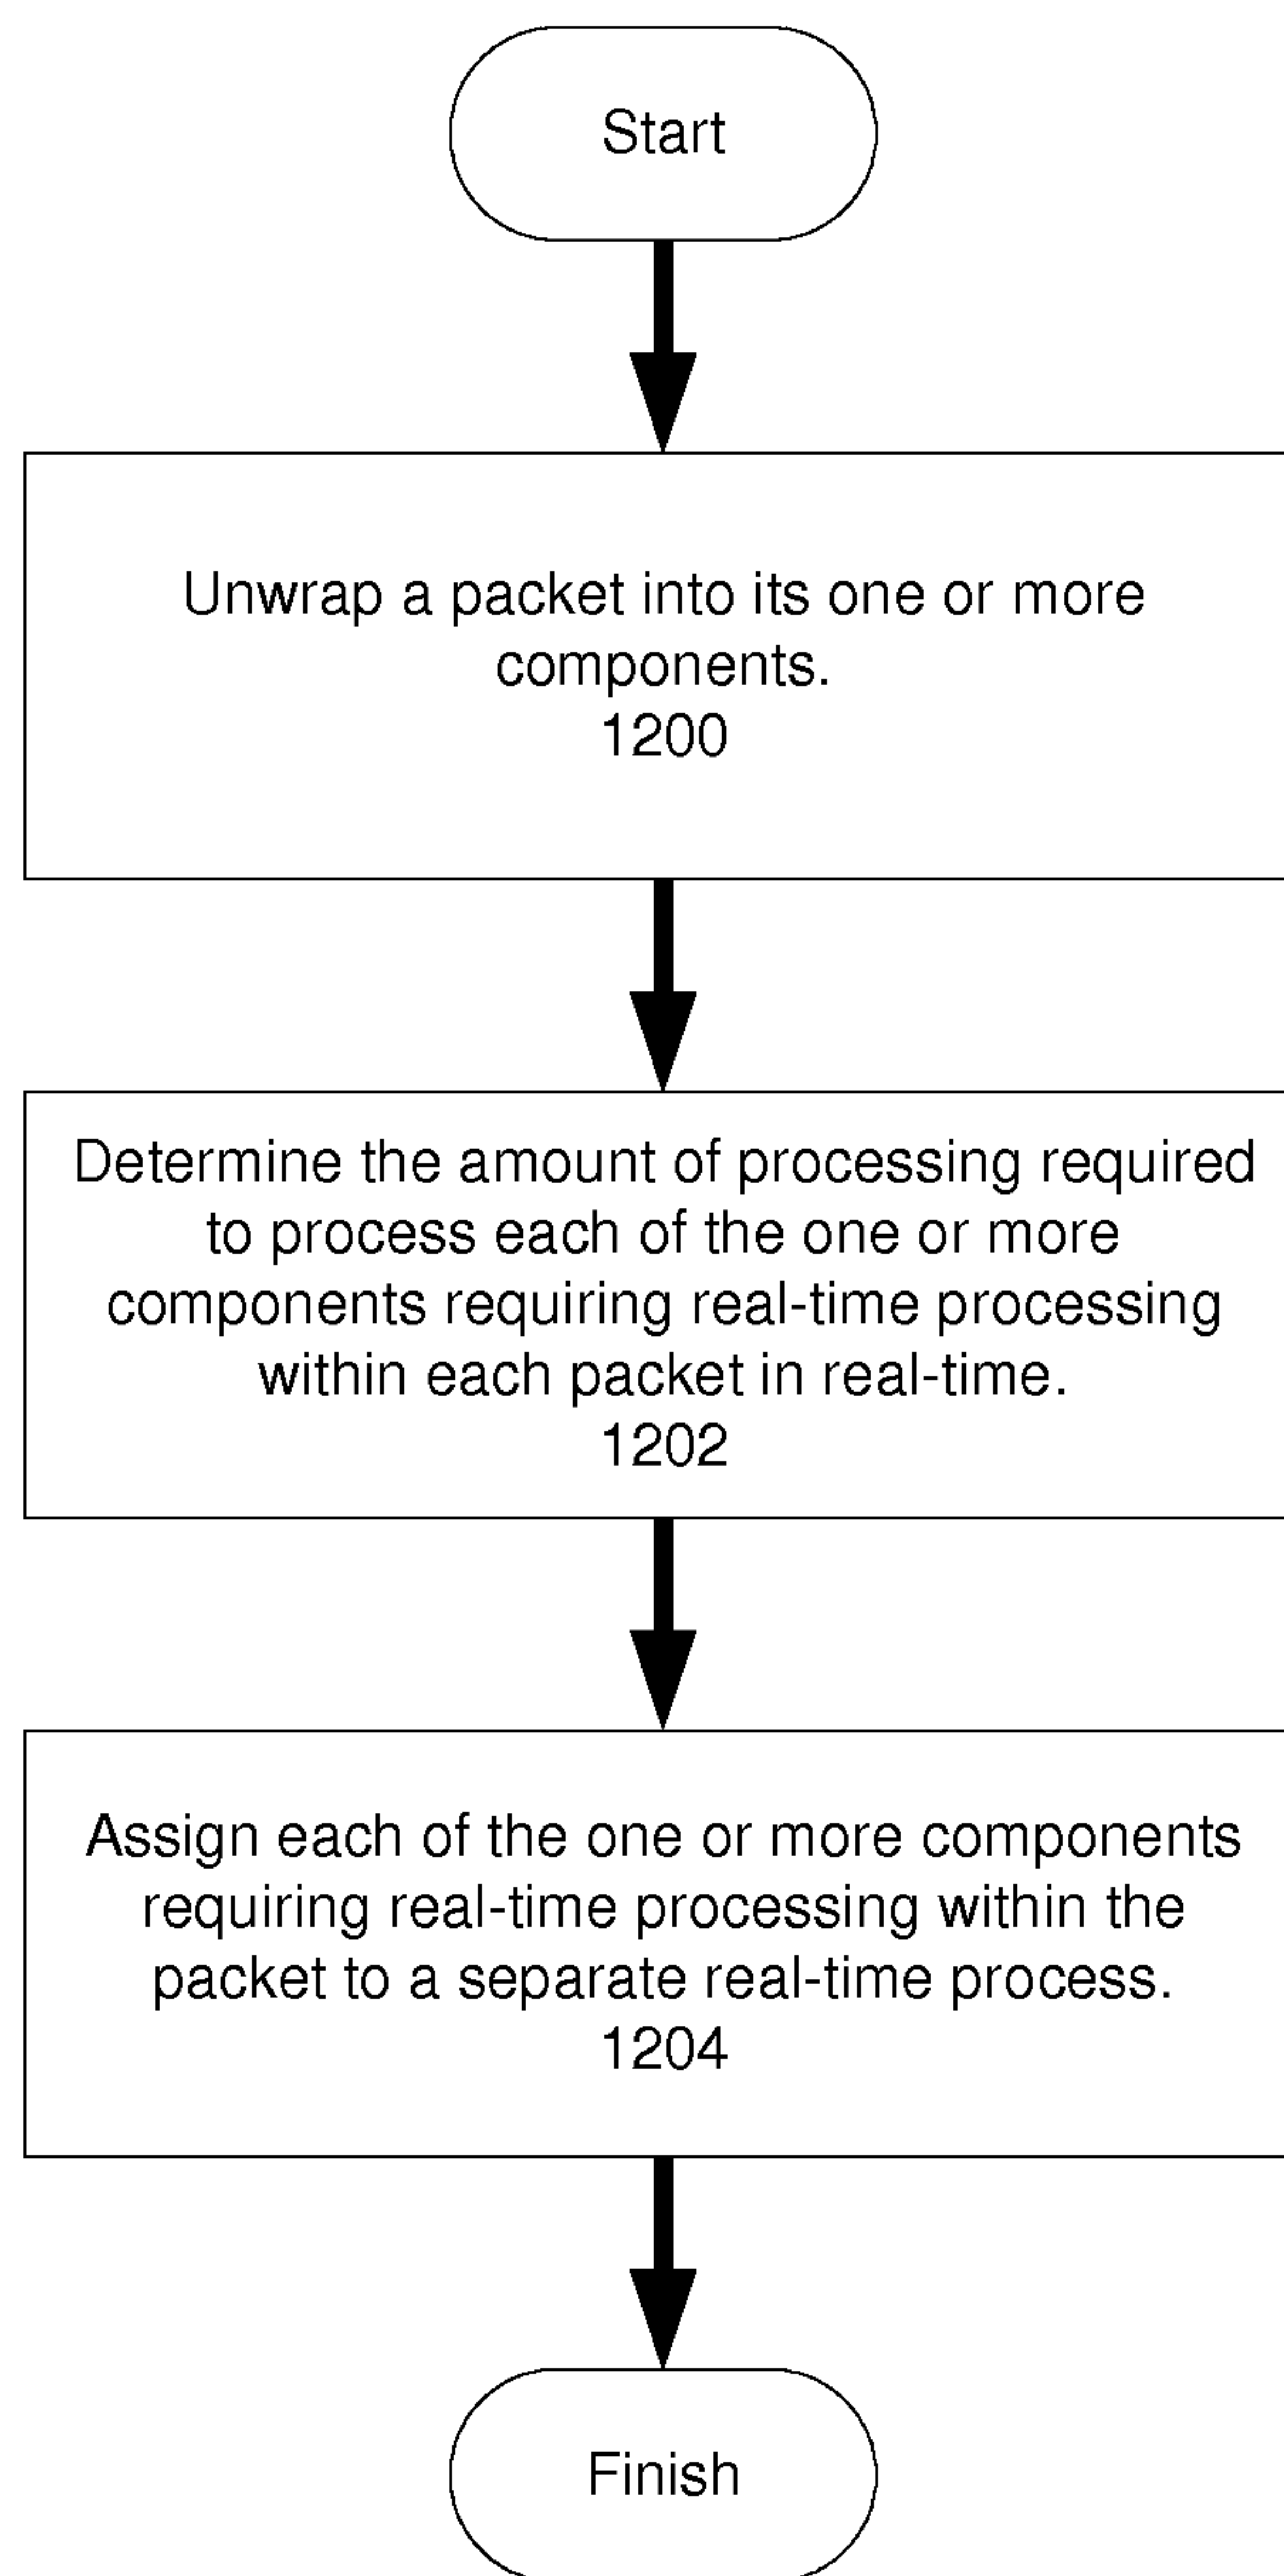 Start
Unwrap a packet into its one or more
components.
1200
Determine the amount of processing required
to process each of the one or more
components requiring real-time processing
within each packet in real-time.
1202
Assign each of the one or more components
requiring real-time processing within the
packet to a separate real-time process.
1204
Finish